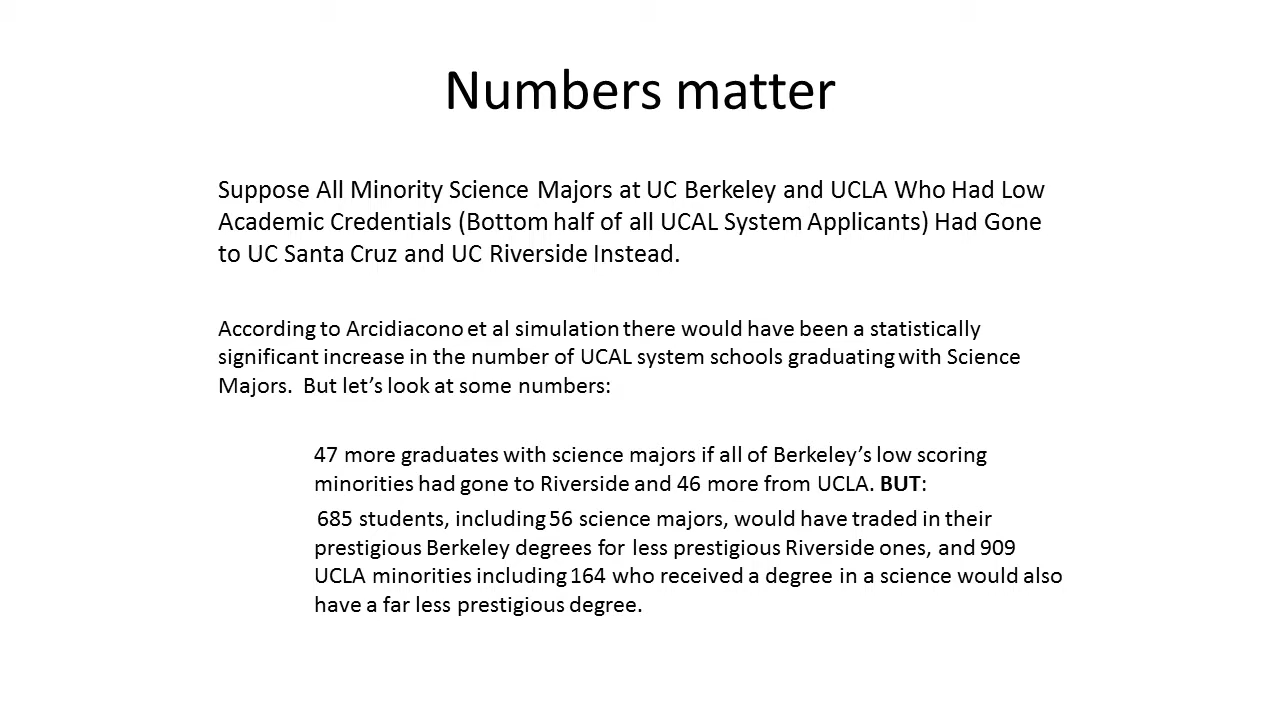 Numbers matter
Suppose All Minority Science Majors at UC Berkeley and UCLA Who Had Low
Academic Credentials (Bottom half of all UCAL System Applicants) Had Gone
to UC Santa Cruz and UC Riverside Instead.
According to Arcidiacono et al simulation there would have been a statistically
significant increase in the number of UCAL system schools graduating with Science
Majors.  But let’s look at some numbers:
47 more graduates with science majors if all of Berkeley’s low scoring
minorities had gone to Riverside and 46 more from UCLA. BUT:
685 students, including 56 science majors, would have traded in their
prestigious Berkeley degrees for less prestigious Riverside ones, and 909
UCLA minorities including 164 who received a degree in a science would also
have a far less prestigious degree.